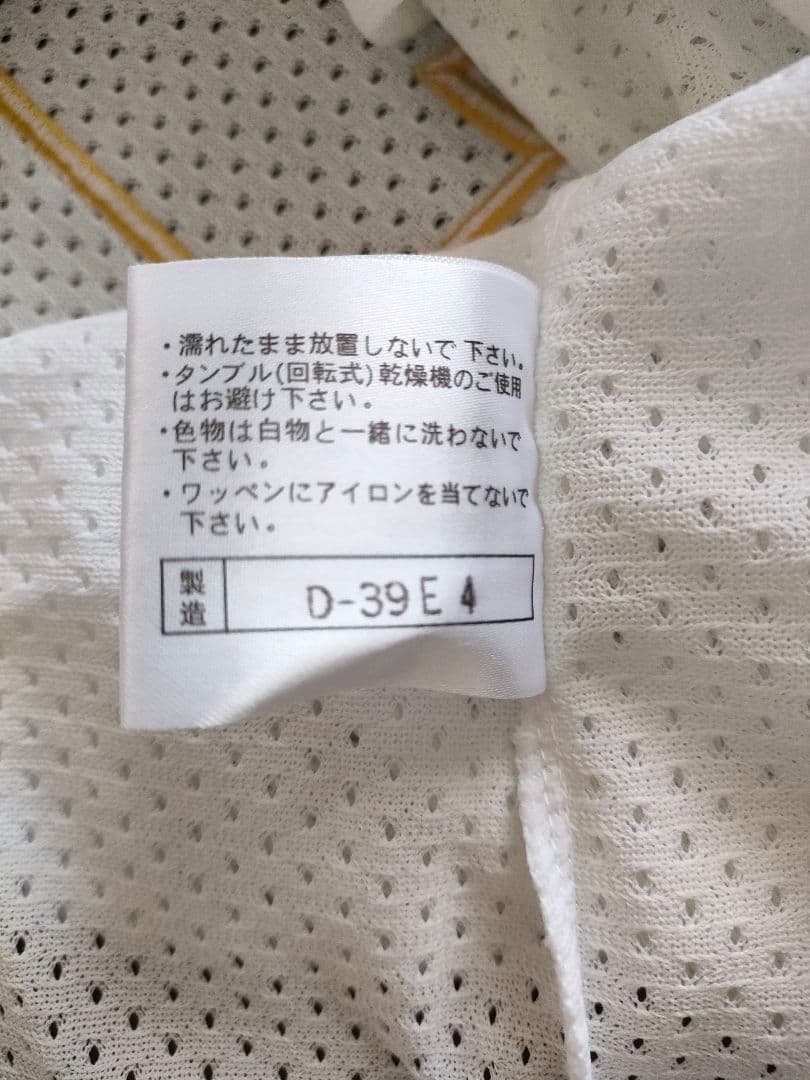 ・濡れたまま放置しないで 下さい。
・タンブル(回転式)乾燥機のご使用
はお避け下さい。
・色物は白物と一緒に洗わないで
下さい。
・ワッペンにアイロンを当てないで
下さい。
製造 D-39E4